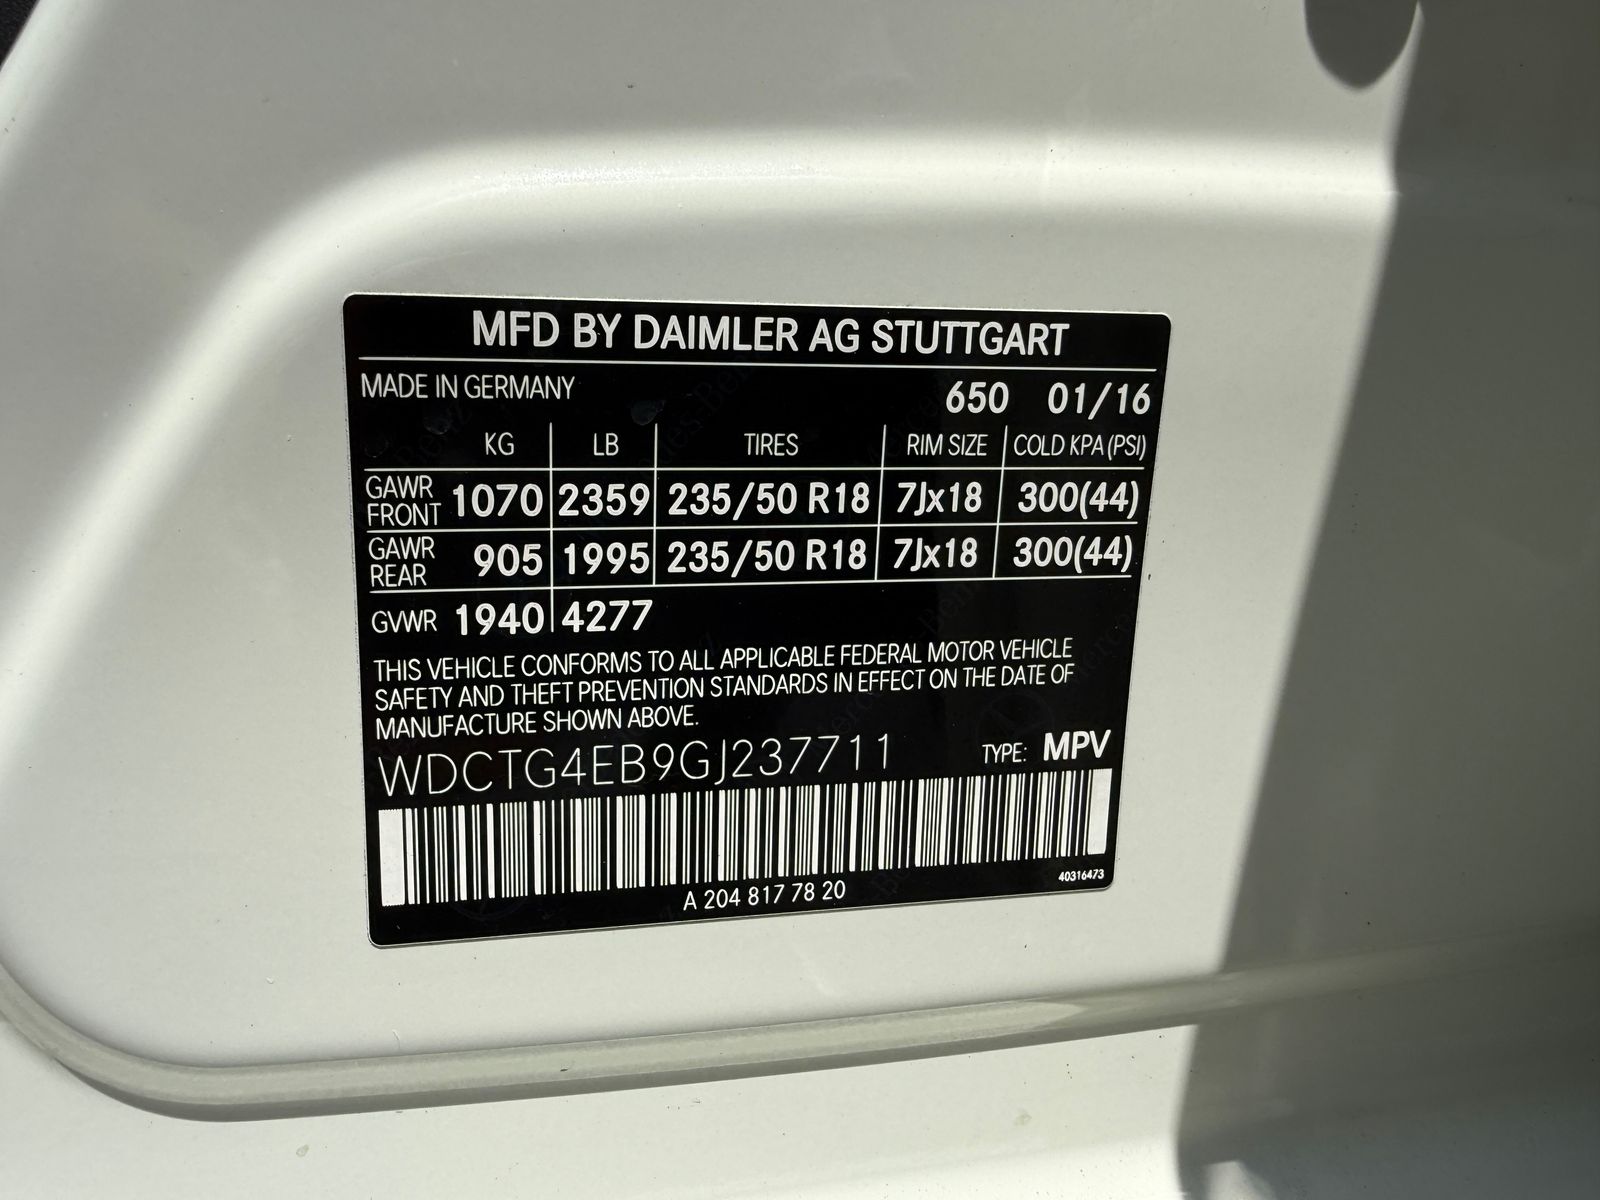 MFD BY DAIMLER AG STUTTGART
MADE IN GERMANY 650 01/16
KG LB TIRES RIM SIZE COLD KPA (PSI)
GAWR FRONT 1070 2359 235/50 R18 7Jx18 300(44)
GAWR REAR 905 1995 235/50 R18 7Jx18 300(44)
GVWR 1940 4277
THIS VEHICLE CONFORMS TO ALL APPLICABLE FEDERAL MOTOR VEHICLE
SAFETY AND THEFT PREVENTION STANDARDS IN EFFECT ON THE DATE OF
MANUFACTURE SHOWN ABOVE.
WDCTG4EB9GJ237711 TYPE: MPV
40316473
A 204 817 78 20